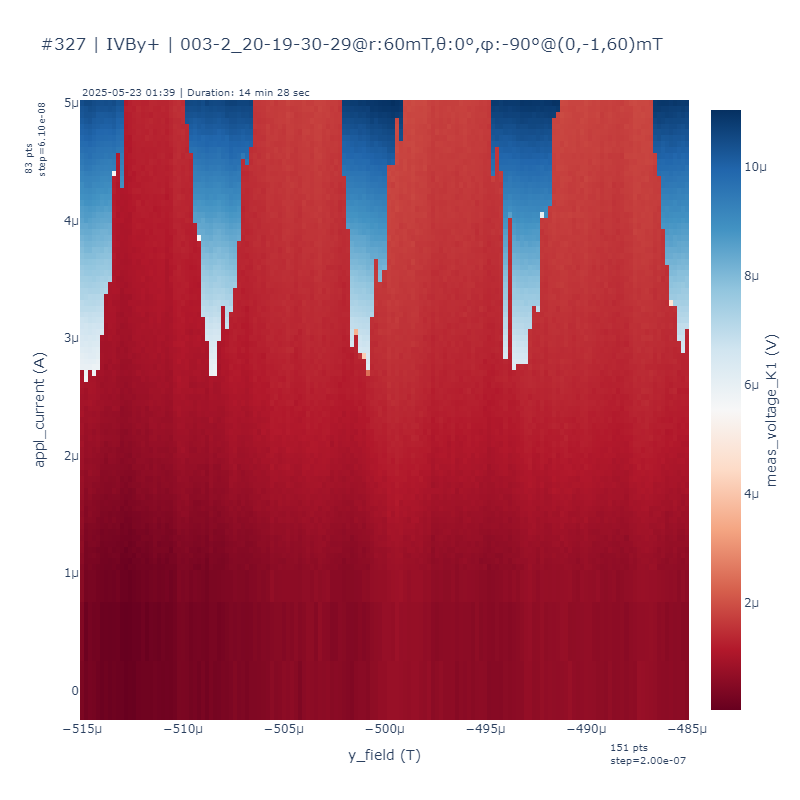 #327 | IVBy+ | 003-2_20-19-30-29@r:60mT,θ:0°,φ:-90°@(0,-1,60)mT
2025-05-23 01:39 | Duration: 14 min 28 sec
83 pts
step=6.10e-08
appl_current (A)
5μ
4μ
3μ
2μ
1μ
0
−515μ
−510μ
−505μ
−500μ
−495μ
−490μ
−485μ
y_field (T)
151 pts
step=2.00e-07
10μ
8μ
6μ
4μ
2μ
meas_voltage_K1 (V)